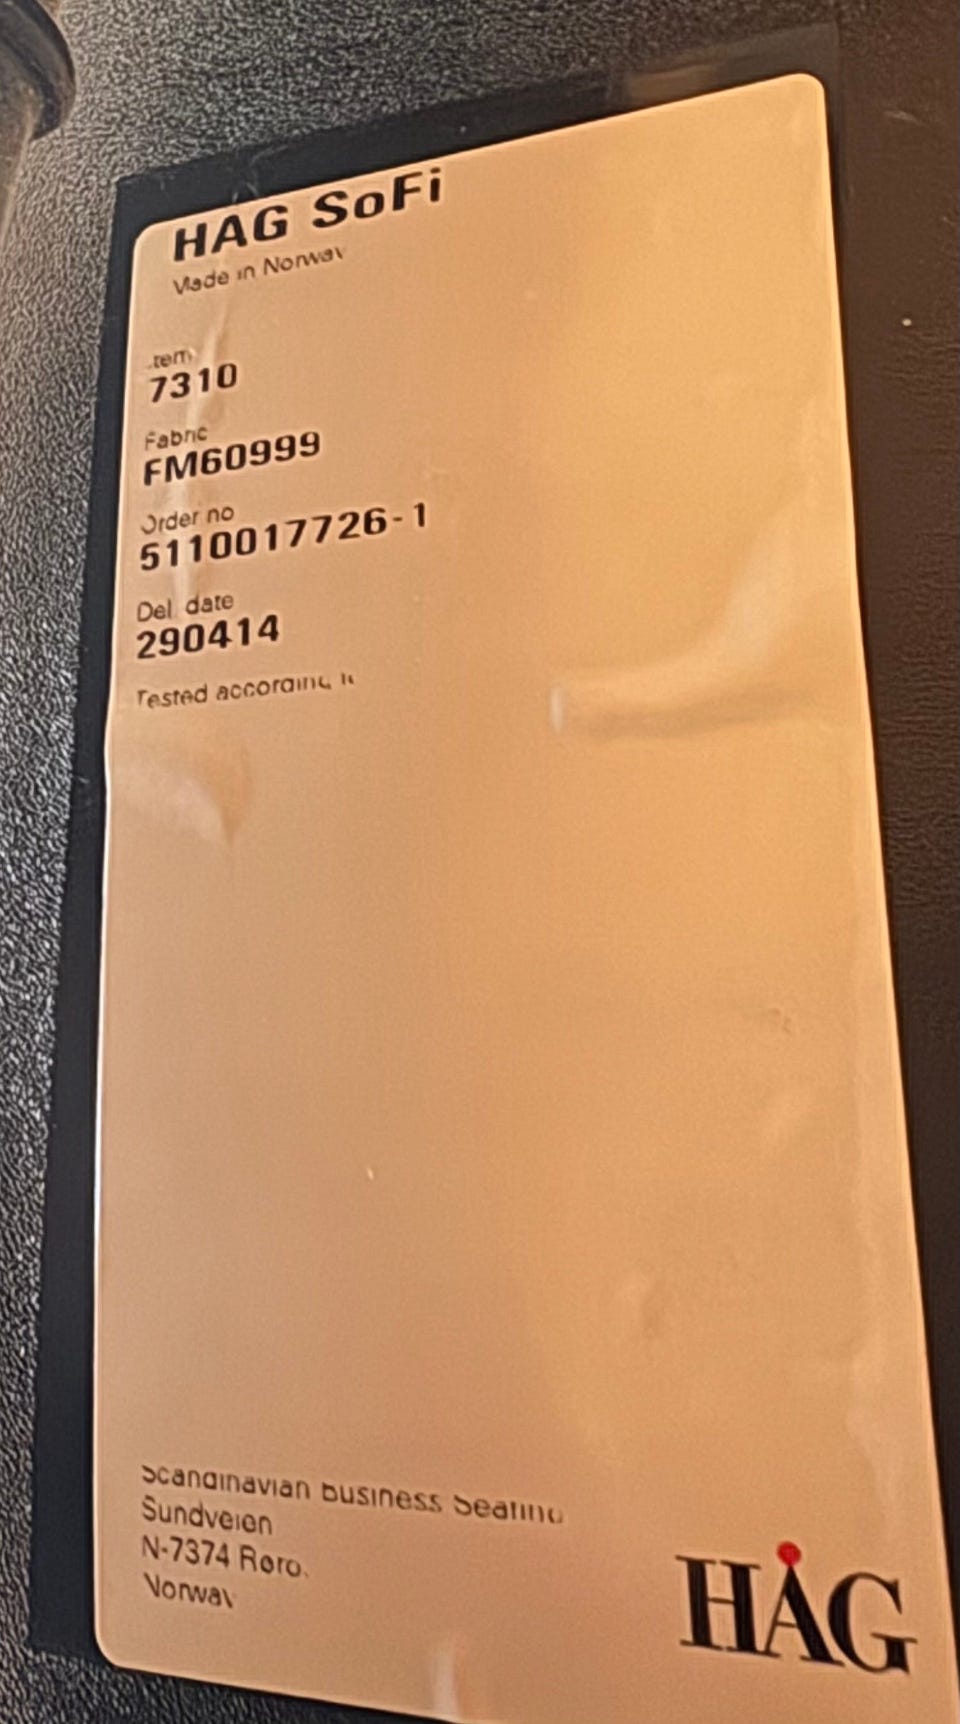 HAG SoFi
Made in Norway
Item
7310
Fabric
FM60999
Order no
5110017726-1
Del. date
290414
Tested according
Scandinavian Business Seating
Sundveien
N-7374 Røros
Norway
HÅG